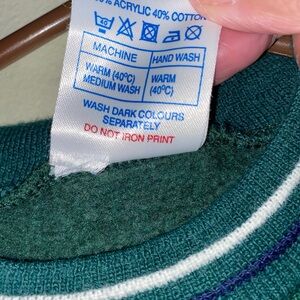 % ACRYLIC 40% COTTON
MACHINE
HAND WASH
WARM (40°C)
MEDIUM WASH
WARM
(40°C)
WASH DARK COLOURS
SEPARATELY
DO NOT IRON PRINT